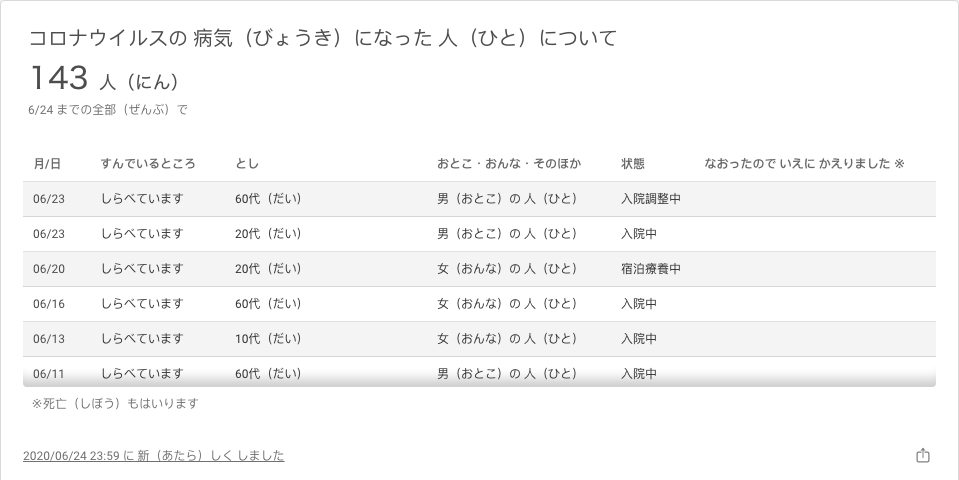 コロナウイルスの 病気（びょうき）になった 人（ひと）について
143 人（にん）
6/24 までの全部（ぜんぶ）で
月/日 すんでいるところ とし おとこ・おんな・そのほか 状態 なおったので いえに かえりました ※
06/23 しらべています 60代（だい） 男（おとこ）の 人（ひと） 入院調整中
06/23 しらべています 20代（だい） 男（おとこ）の 人（ひと） 入院中
06/20 しらべています 20代（だい） 女（おんな）の 人（ひと） 宿泊療養中
06/16 しらべています 60代（だい） 女（おんな）の 人（ひと） 入院中
06/13 しらべています 10代（だい） 女（おんな）の 人（ひと） 入院中
06/11 しらべています 60代（だい） 男（おとこ）の 人（ひと） 入院中
※死亡（しぼう）もはいります
2020/06/24 23:59 に 新（あたら）しく しました